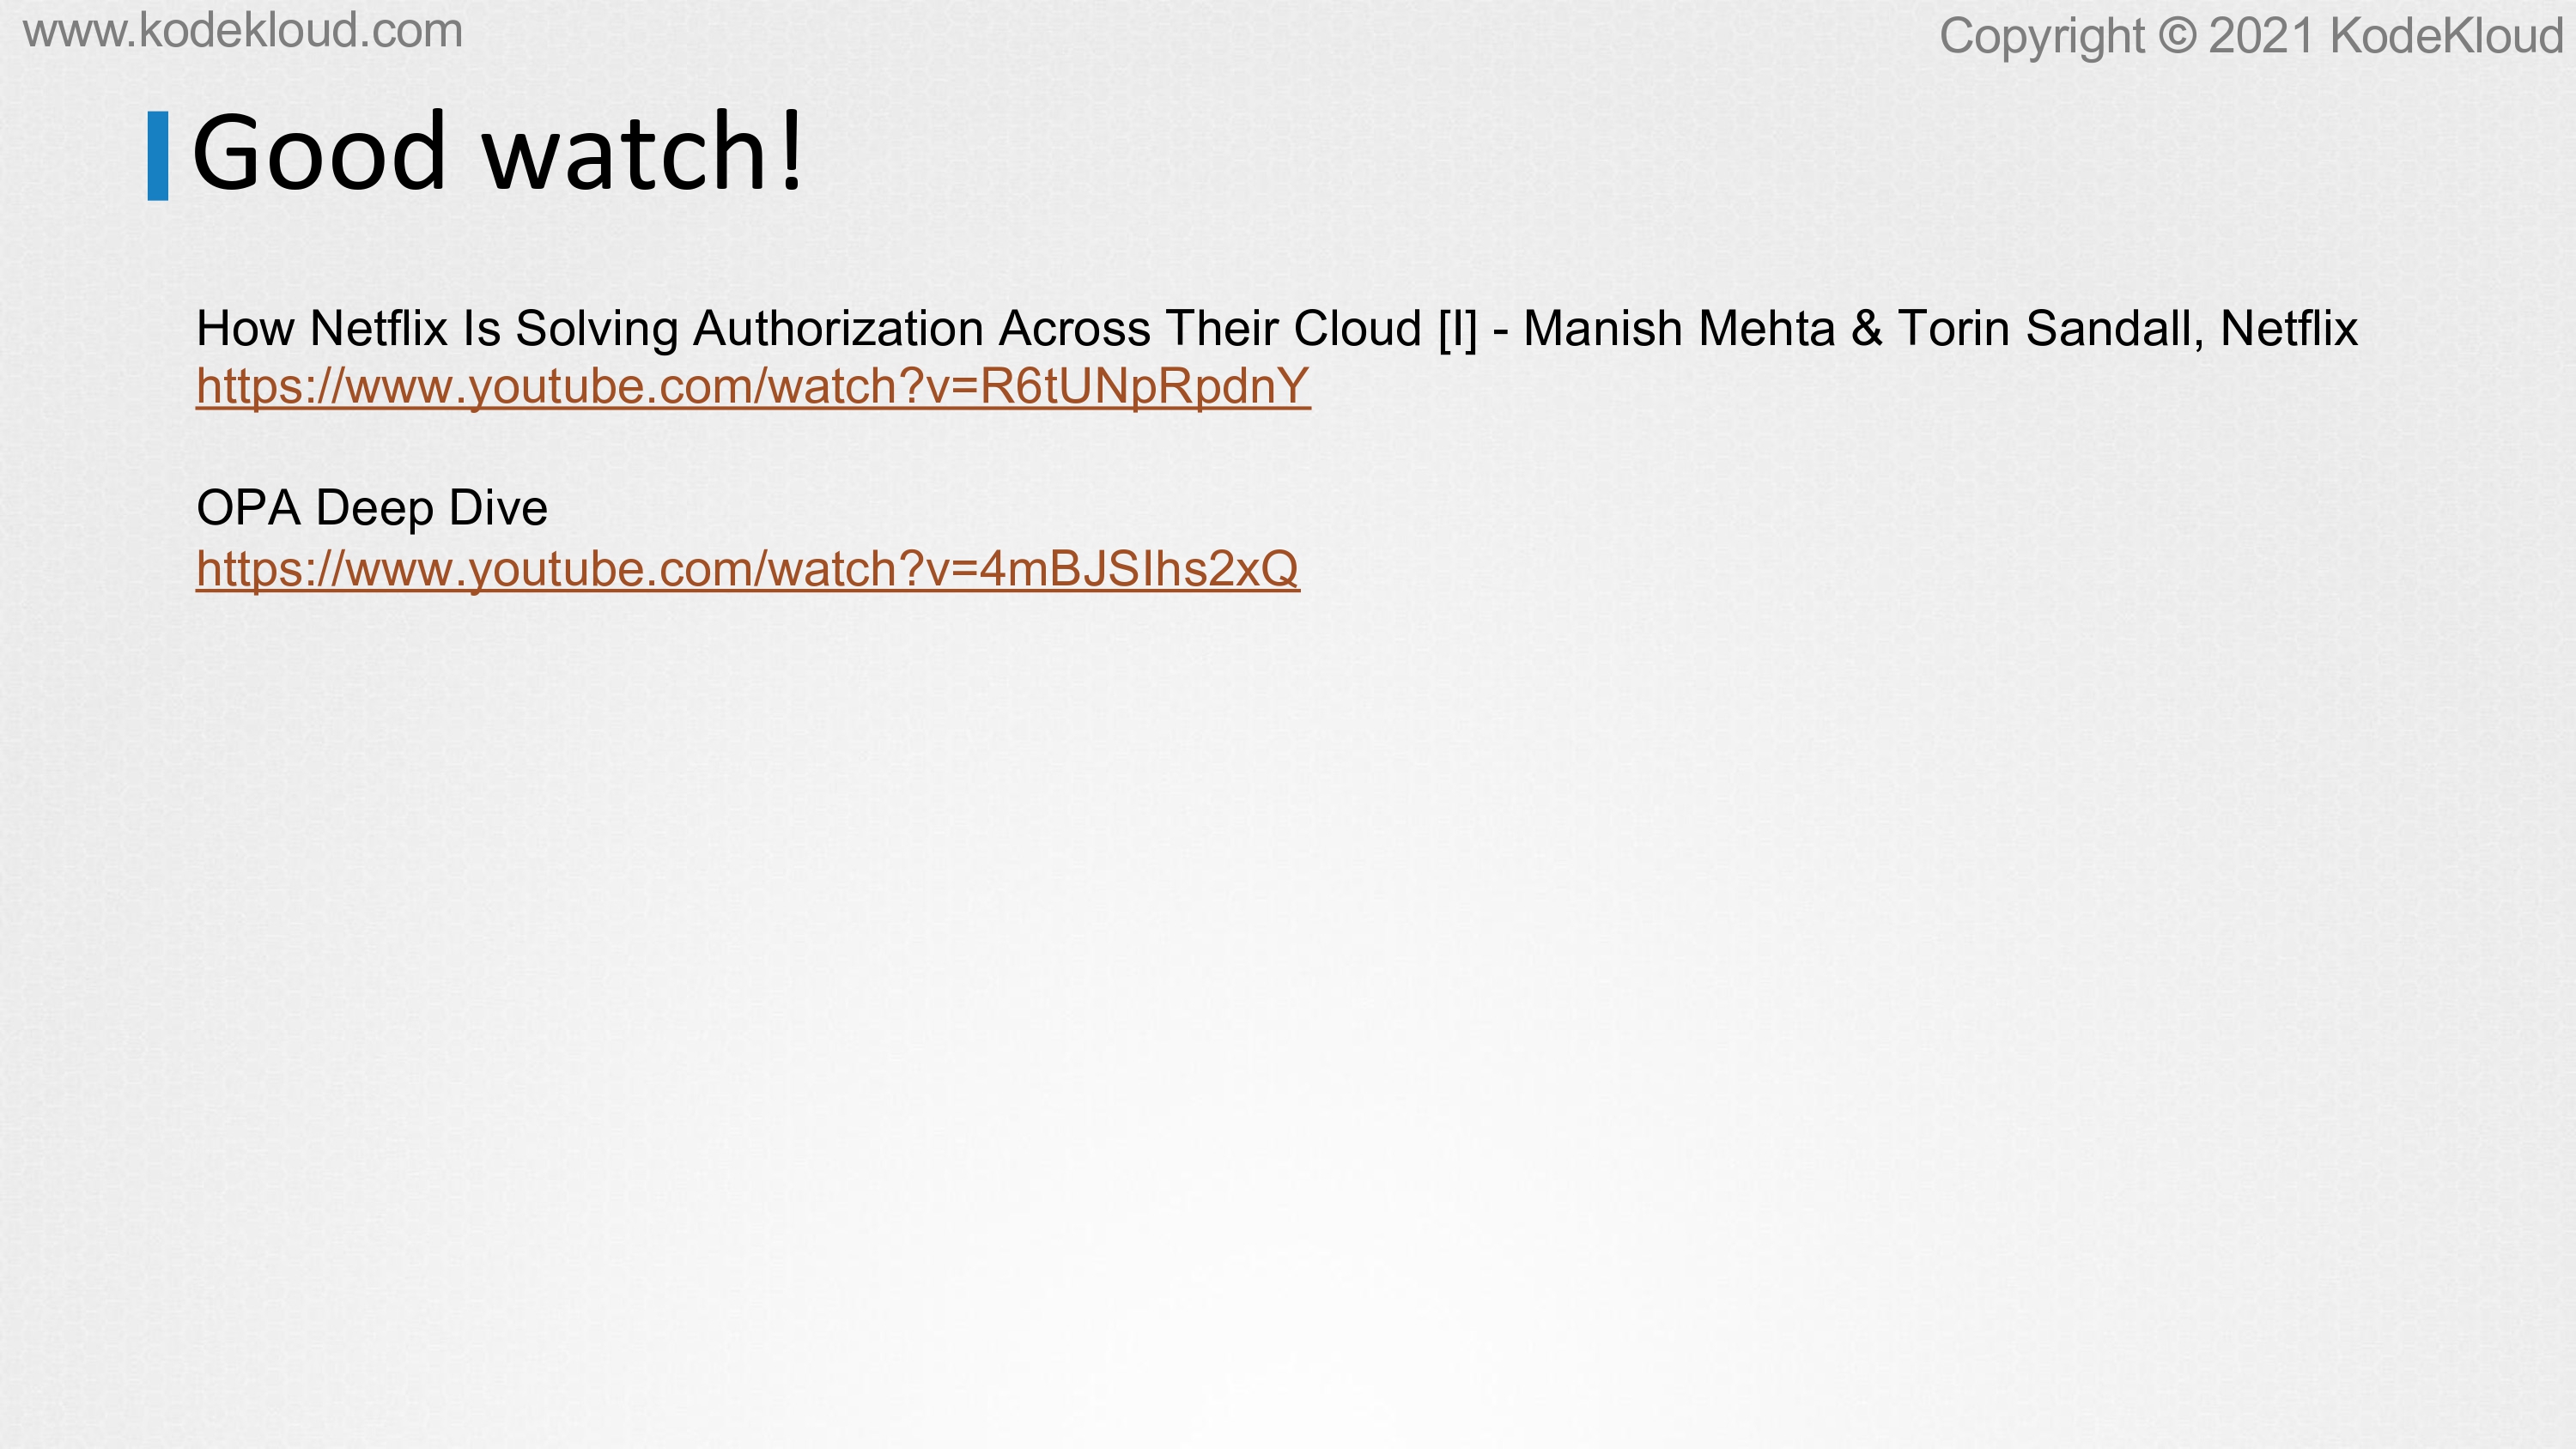 www.kodekloud.com
Copyright © 2021 KodeKloud
Good watch!
How Netflix Is Solving Authorization Across Their Cloud [I] - Manish Mehta & Torin Sandall, Netflix
https://www.youtube.com/watch?v=R6tUNpRpdnY
OPA Deep Dive
https://www.youtube.com/watch?v=4mBJSIhs2xQ